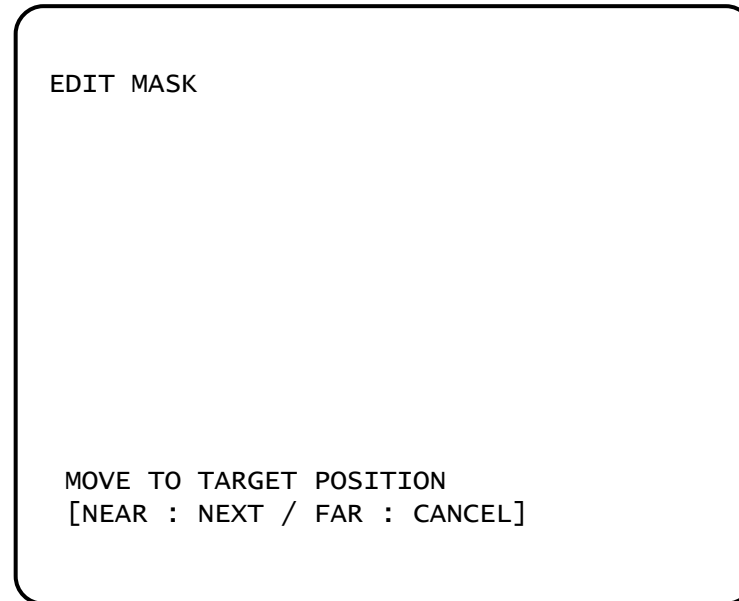 EDIT MASK
MOVE TO TARGET POSITION
[NEAR : NEXT / FAR : CANCEL]